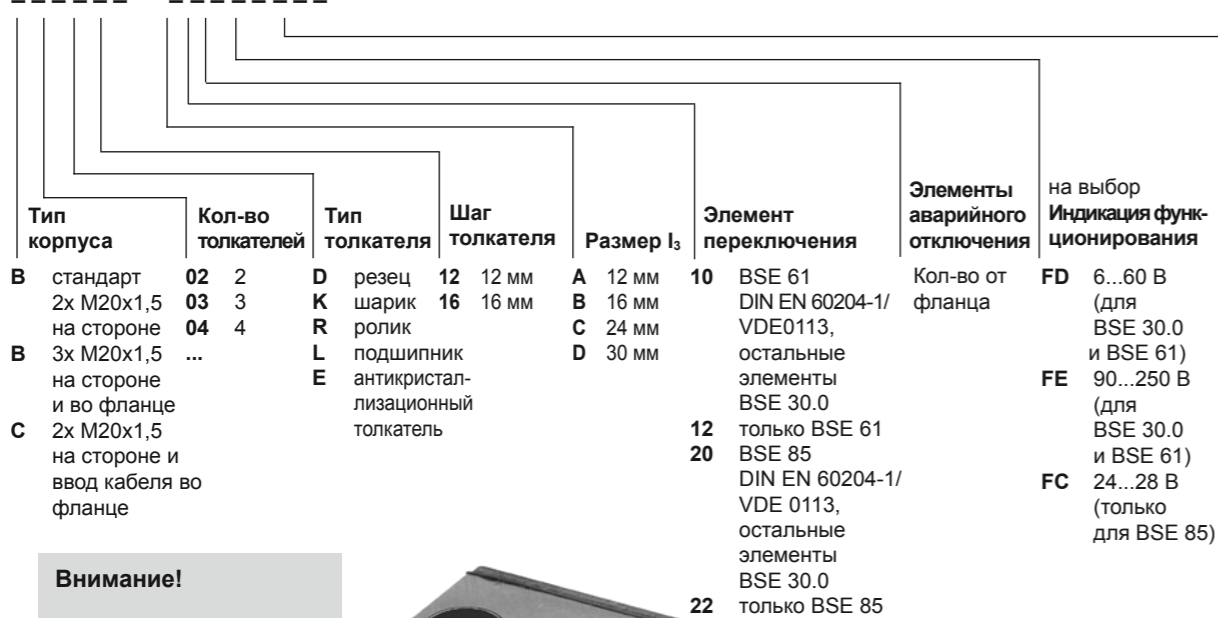 Тип
корпуса
B стандарт
2x M20x1,5
на стороне
B 3x M20x1,5
на стороне
и во фланце
C 2x M20x1,5
на стороне и
ввод кабеля во
фланце
Кол-во
толкателей
02 2
03 3
04 4
...
Тип
толкателя
D резец
K шарик
R ролик
L подшипник
E антикристал-
лизационный
толкатель
Шаг
толкателя
12 12 мм
16 16 мм
Размер l₃
A 12 мм
B 16 мм
C 24 мм
D 30 мм
Элемент
переключения
10 BSE 61
DIN EN 60204-1/
VDE0113,
остальные
элементы
BSE 30.0
12 только BSE 61
20 BSE 85
DIN EN 60204-1/
VDE 0113,
остальные
элементы
BSE 30.0
22 только BSE 85
Элементы
аварийного
отключения
Кол-во от
фланца
на выбор
Индикация функ-
ционирования
FD 6...60 В
(для
BSE 30.0
и BSE 61)
FE 90...250 В
(для
BSE 30.0
и BSE 61)
FC 24...28 В
(только
для BSE 85)
Внимание!